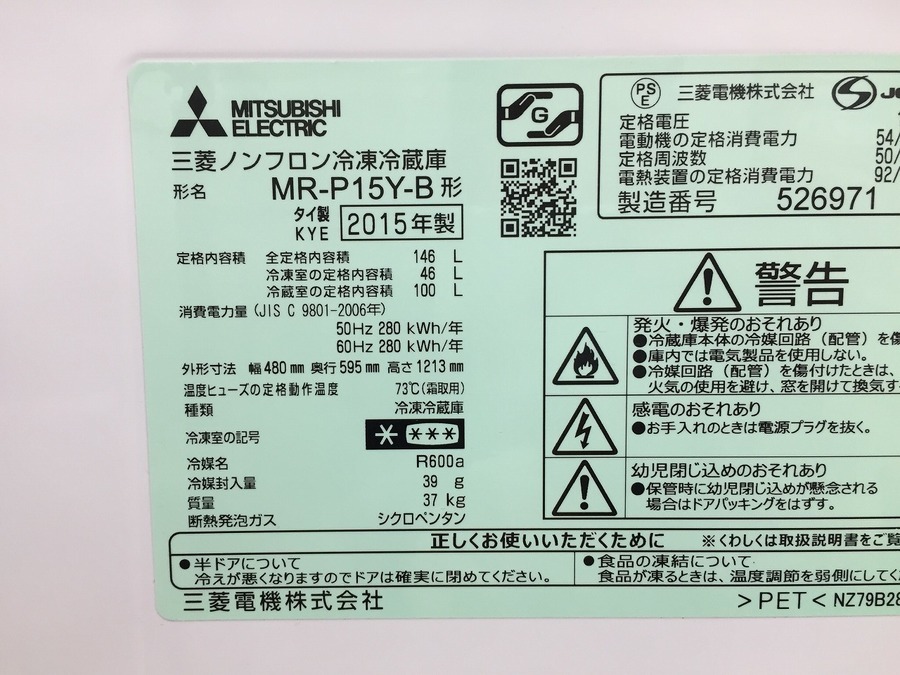 MITSUBISHI
ELECTRIC
三菱ノンフロン冷凍冷蔵庫
形名 MR-P15Y-B 形
タイ製
KYE 2015年製
定格内容積 全定格内容積 146 L
冷凍室の定格内容積 46 L
冷蔵室の定格内容積 100 L
消費電力量 (JIS C 9801-2006年)
50Hz 280 kWh/年
60Hz 280 kWh/年
外形寸法 幅 480 mm 奥行 595 mm 高さ 1213 mm
温度ヒューズの定格動作温度 73℃(霜取用)
種類 冷凍冷蔵庫
冷凍室の記号
冷媒名 R600a
冷媒封入量 39 g
質量 37 kg
断熱発泡ガス シクロペンタン
G
PS
E 三菱電機株式会社
定格電圧
電動機の定格消費電力 54/
定格周波数 50/
電熱装置の定格消費電力 92/
製造番号 526971
警告
発火・爆発のおそれあり
●冷蔵庫本体の冷媒回路(配管)を
●庫内では電気製品を使用しない。
●冷媒回路(配管)を傷付けたときは、
火気の使用を避け、窓を開けて換気す
感電のおそれあり
●お手入れのときは電源プラグを抜く。
幼児閉じ込めのおそれあり
●保管時に幼児閉じ込めが懸念される
場合はドアパッキングをはずす。
正しくお使いいただくために ※くわしくは取扱説明書をご覧
●半ドアについて
冷えが悪くなりますのでドアは確実に閉めてください。
●食品の凍結について
食品が凍るときは、温度調節を弱側にしてく
三菱電機株式会社
>PET< NZ79B28